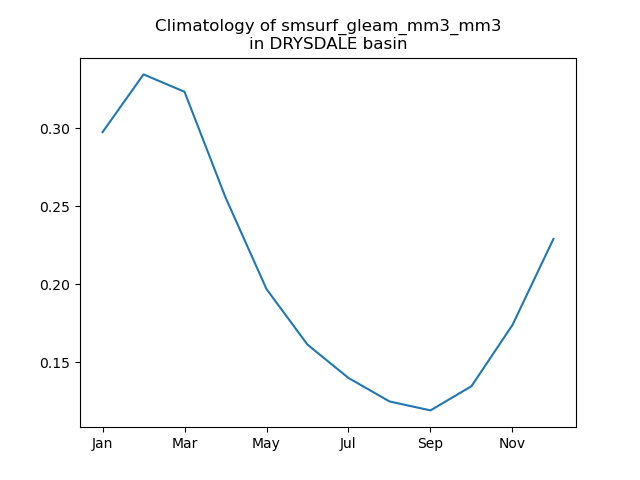 Climatology of smsurf_gleam_mm3_mm3
in DRYSDALE basin
0.30
0.25
0.20
0.15
Jan Mar May Jul Sep Nov